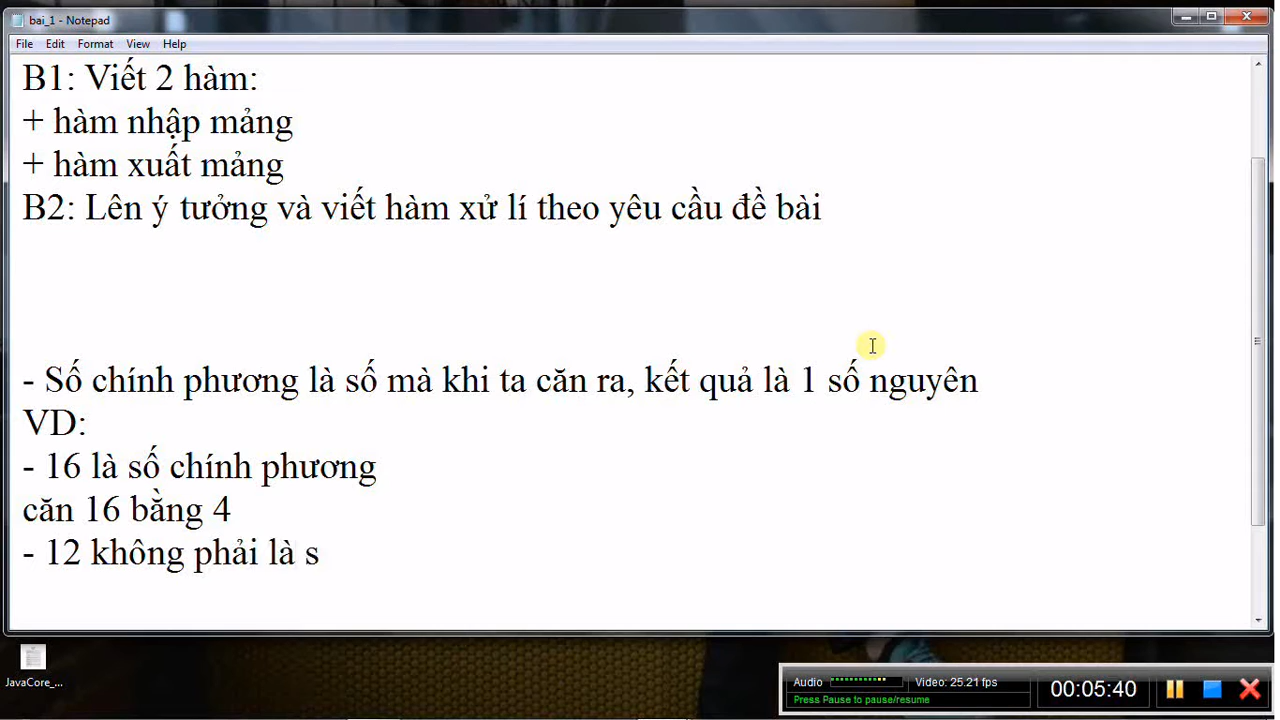 bai_1 - Notepad
File Edit Format View Help
B1: Viết 2 hàm:
+ hàm nhập mảng
+ hàm xuất mảng
B2: Lên ý tưởng và viết hàm xử lí theo yêu cầu đề bài
- Số chính phương là số mà khi ta căn ra, kết quả là 1 số nguyên
VD:
- 16 là số chính phương
căn 16 bằng 4
- 12 không phải là s
JavaCore_...
Audio Video: 25.21 fps 00:05:40
Press Pause to pause/resume